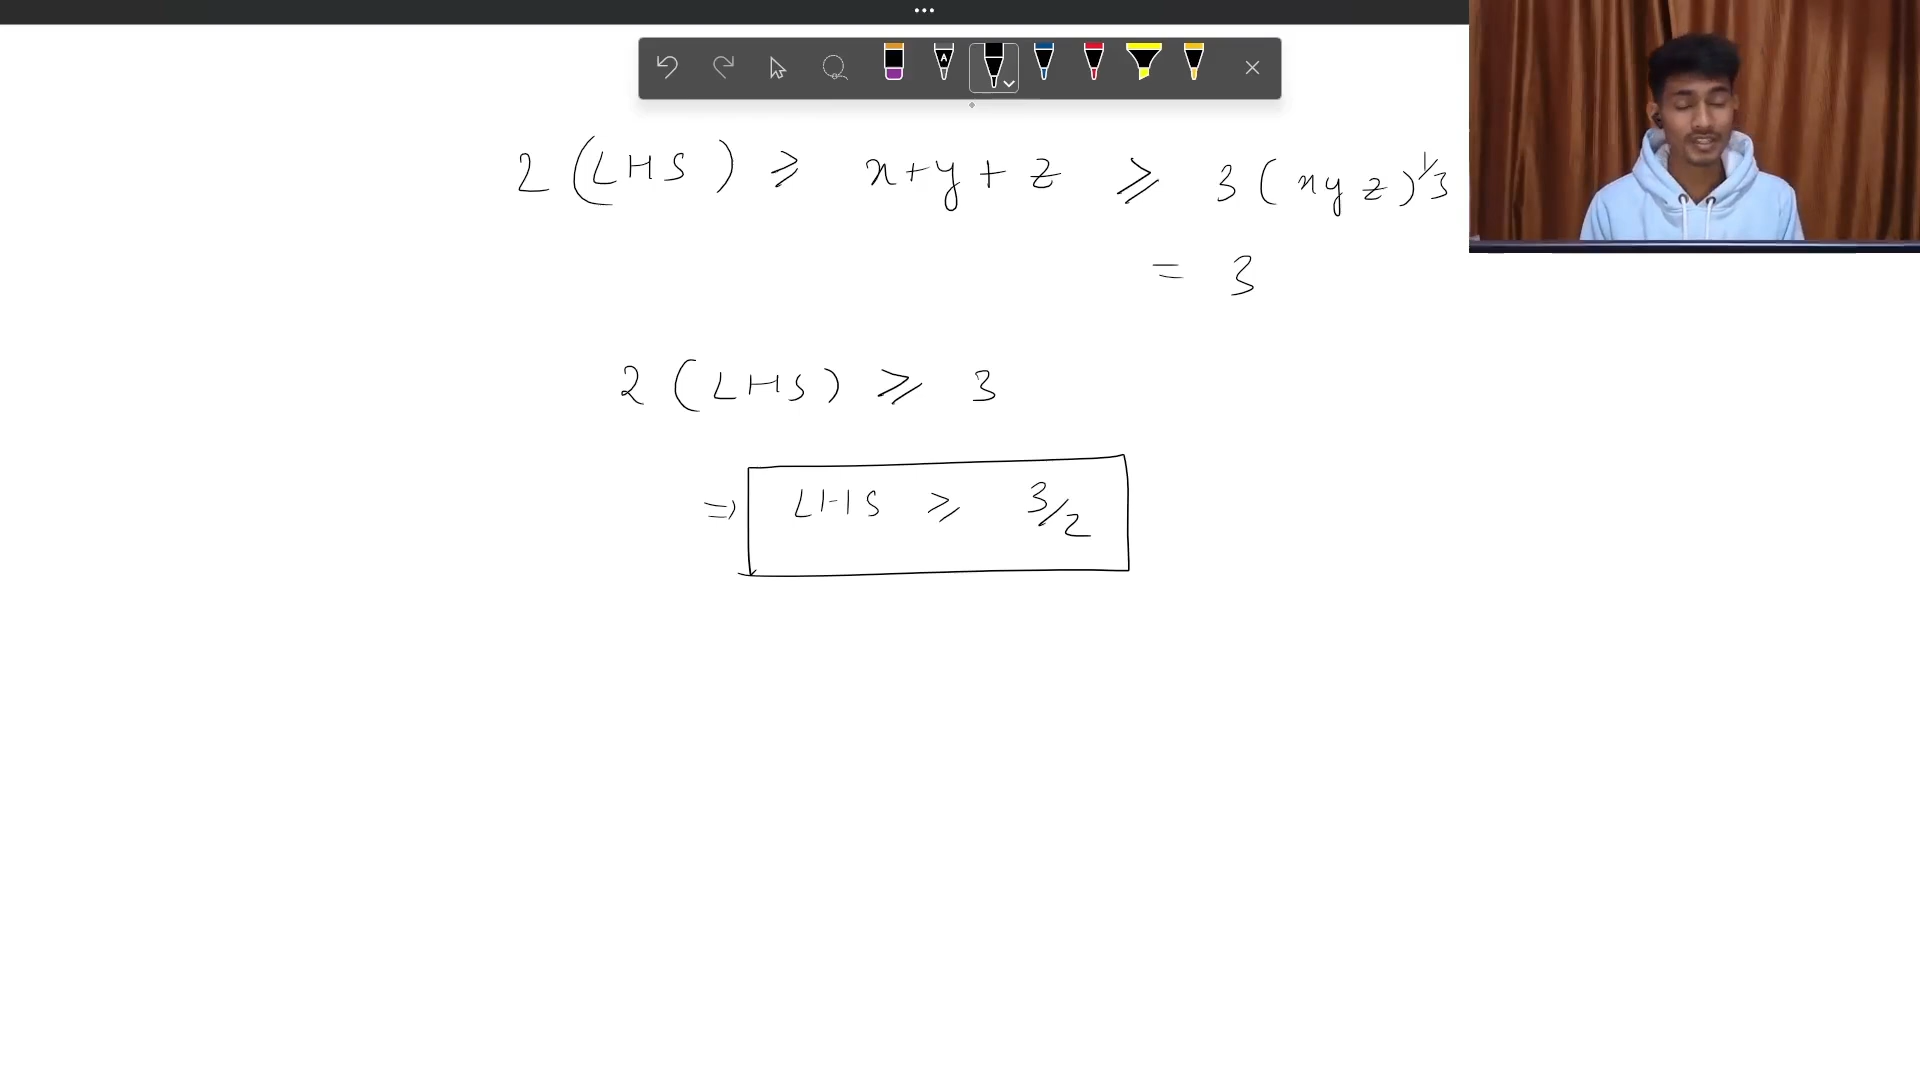 2 (LHS) ⩾ x+y+z ⩾ 3(xyz)^1/3
= 3
2 (LHS) ⩾ 3
⇒ LHS ⩾ 3/2